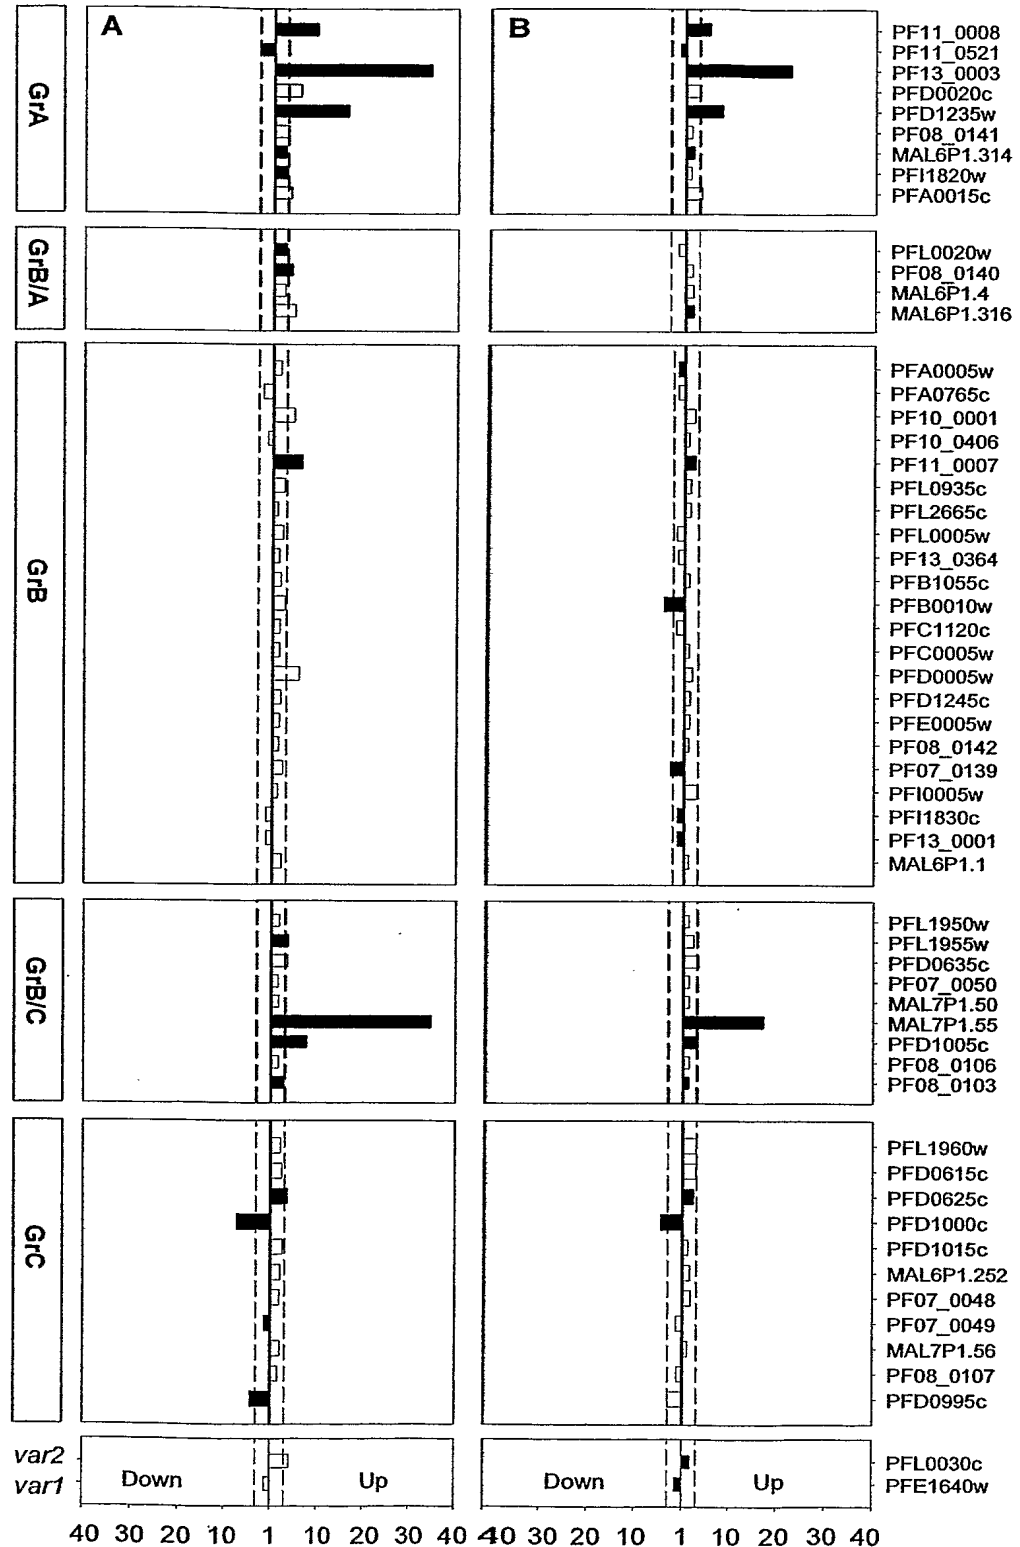 A
B
GrA
PF11_0008
PF11_0521
PF13_0003
PFD0020c
PFD1235w
PF08_0141
MAL6P1.314
PFI1820w
PFA0015c
GrB/A
PFL0020w
PF08_0140
MAL6P1.4
MAL6P1.316
GrB
PFA0005w
PFA0765c
PF10_0001
PF10_0406
PF11_0007
PFL0935c
PFL2665c
PFL0005w
PF13_0364
PFB1055c
PFB0010w
PFC1120c
PFC0005w
PFD0005w
PFD1245c
PFE0005w
PF08_0142
PF07_0139
PFI0005w
PFI1830c
PF13_0001
MAL6P1.1
GrB/C
PFL1950w
PFL1955w
PFD0635c
PF07_0050
MAL7P1.50
MAL7P1.55
PFD1005c
PF08_0106
PF08_0103
GrC
PFL1960w
PFD0615c
PFD0625c
PFD1000c
PFD1015c
MAL6P1.252
PF07_0048
PF07_0049
MAL7P1.56
PF08_0107
PFD0995c
var2 PFL0030c
var1 Down Up Down Up PFE1640w
40 30 20 10 1 10 20 30 40 40 30 20 10 1 10 20 30 40